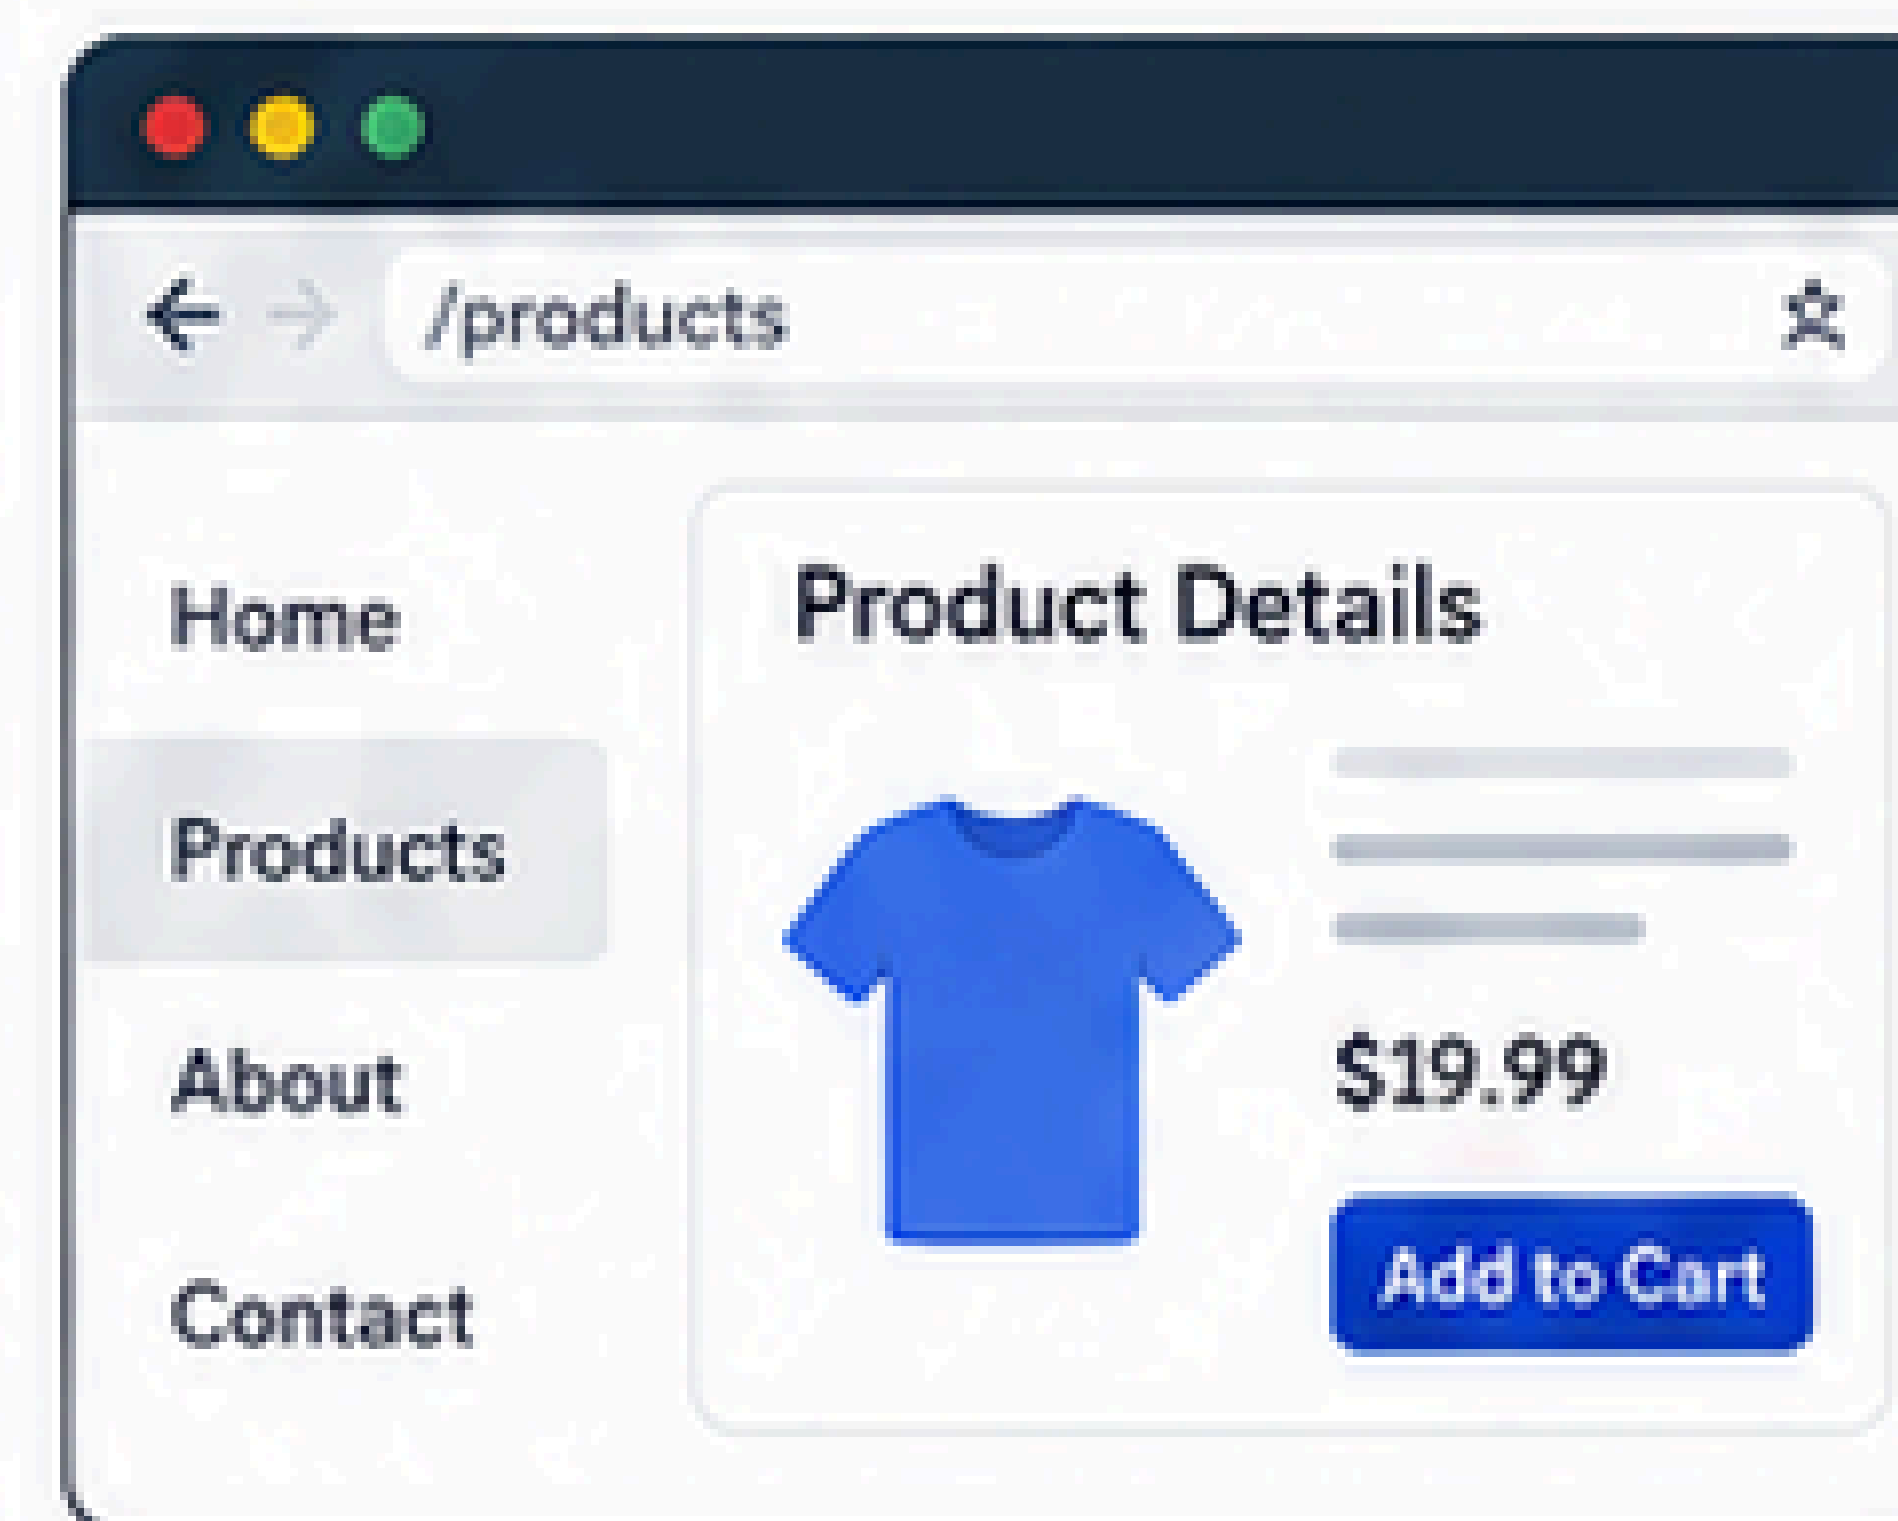 /products
Home
Products
About
Contact
Product Details
$19.99
Add to Cart